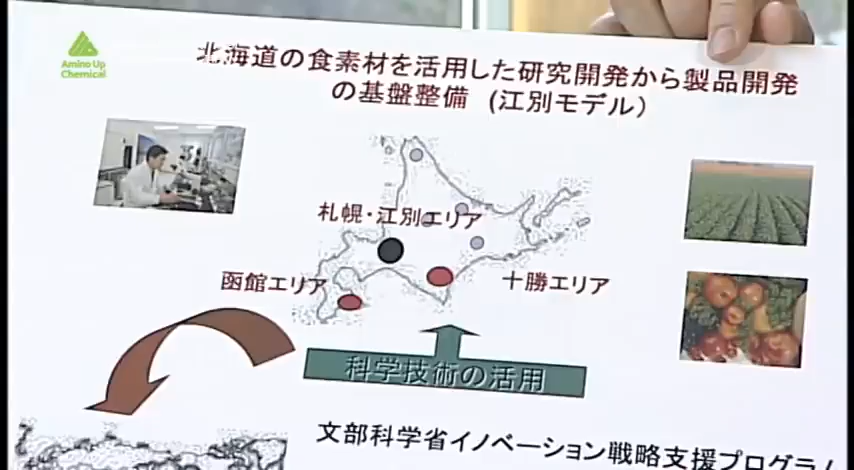 Amino Up
Chemical
北海道の食素材を活用した研究開発から製品開発
の基盤整備 (江別モデル)
札幌・江別エリア
函館エリア
十勝エリア
科学技術の活用
文部科学省イノベーション戦略支援プログラム